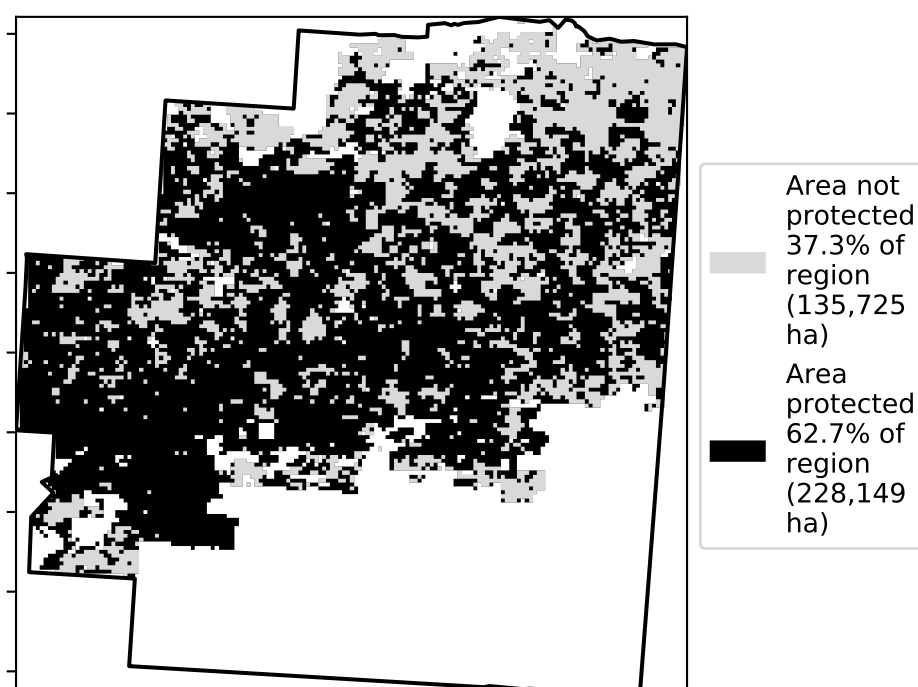 Area not
protected
37.3% of
region
(135,725
ha)
Area
protected
62.7% of
region
(228,149
ha)